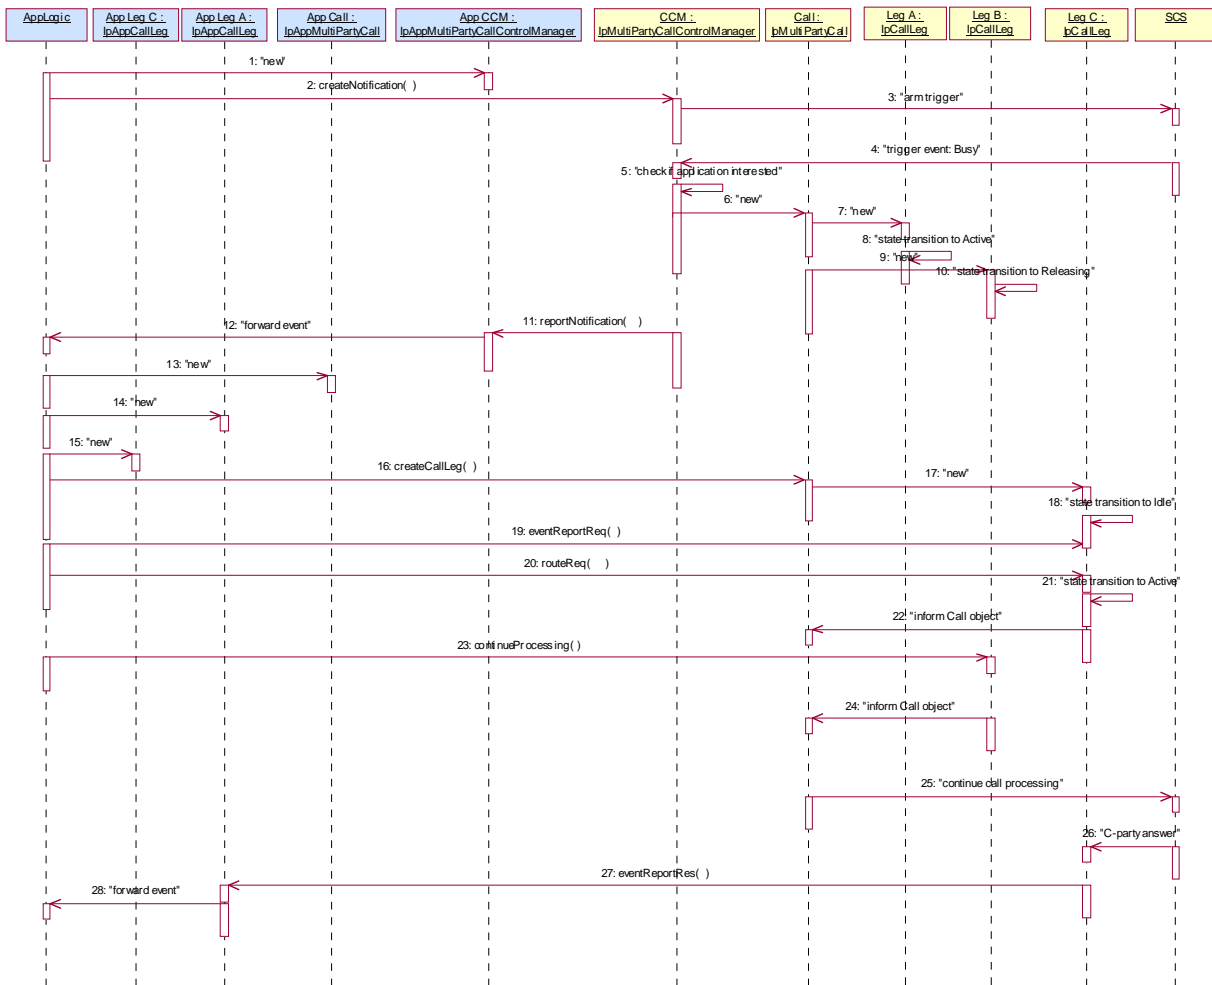 AppLogic
App Leg C :
IpAppCallLeg
App Leg A :
IpAppCallLeg
App Call :
IpAppMultiPartyCall
App CCM :
IpAppMultiPartyCallControlManager
CCM :
IpMultiPartyCallControlManager
Call :
IpMultiPartyCall
Leg A :
IpCallLeg
Leg B :
IpCallLeg
Leg C :
IpCallLeg
SCS
1: "new"
2: createNotification( )
3: "arm trigger"
4: "trigger event: Busy"
5: "check if application interested"
6: "new"
7: "new"
8: "state transition to Active"
9: "new"
10: "state transition to Releasing"
11: reportNotification( )
12: "forward event"
13: "new"
14: "new"
15: "new"
16: createCallLeg( )
17: "new"
18: "state transition to Idle"
19: eventReportReq( )
20: routeReq( )
21: "state transition to Active"
22: "inform Call object"
23: continueProcessing( )
24: "inform Call object"
25: "continue call processing"
26: "C-party answer"
27: eventReportRes( )
28: "forward event"